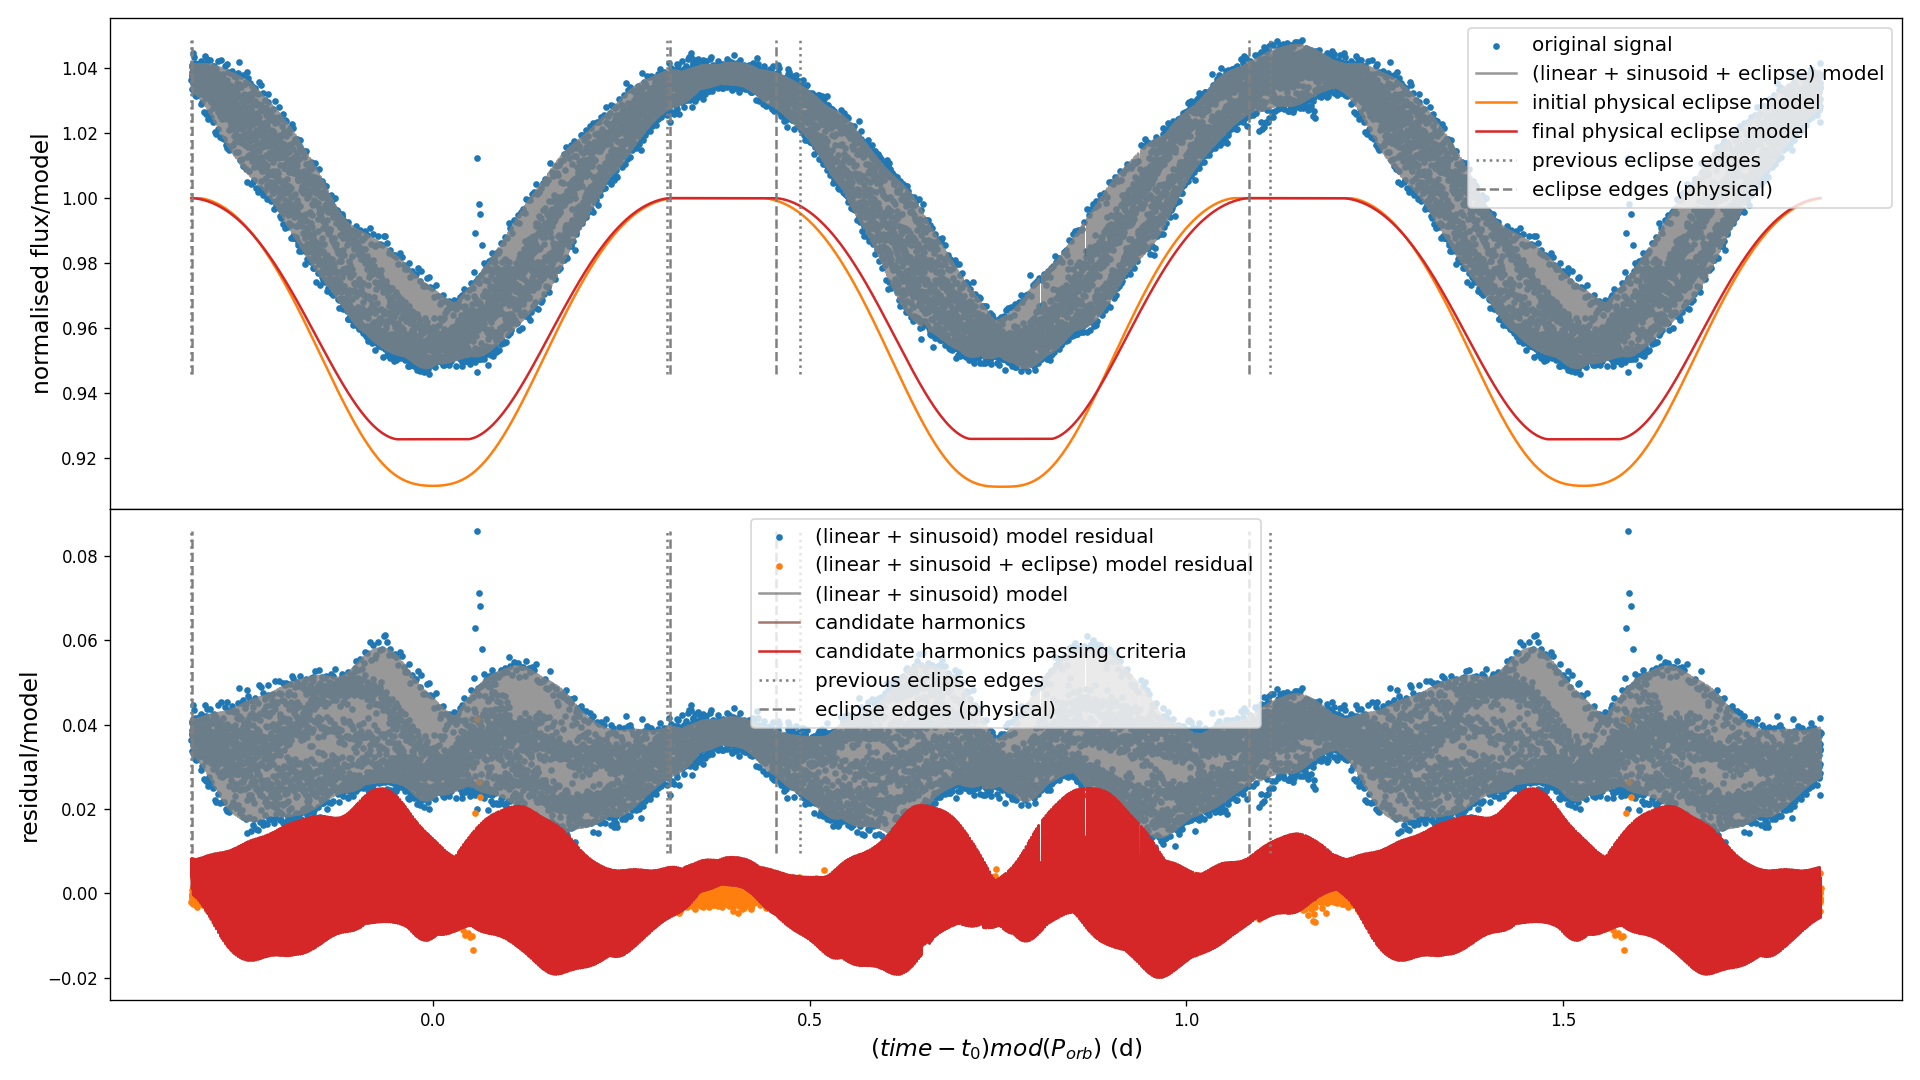 normalised flux/model
1.04
1.02
1.00
0.98
0.96
0.94
0.92
original signal
(linear + sinusoid + eclipse) model
initial physical eclipse model
final physical eclipse model
previous eclipse edges
eclipse edges (physical)
residual/model
0.08
0.06
0.04
0.02
0.00
−0.02
(linear + sinusoid) model residual
(linear + sinusoid + eclipse) model residual
(linear + sinusoid) model
candidate harmonics
candidate harmonics passing criteria
previous eclipse edges
eclipse edges (physical)
0.0 0.5 1.0 1.5
(time − t₀)mod(P_orb) (d)